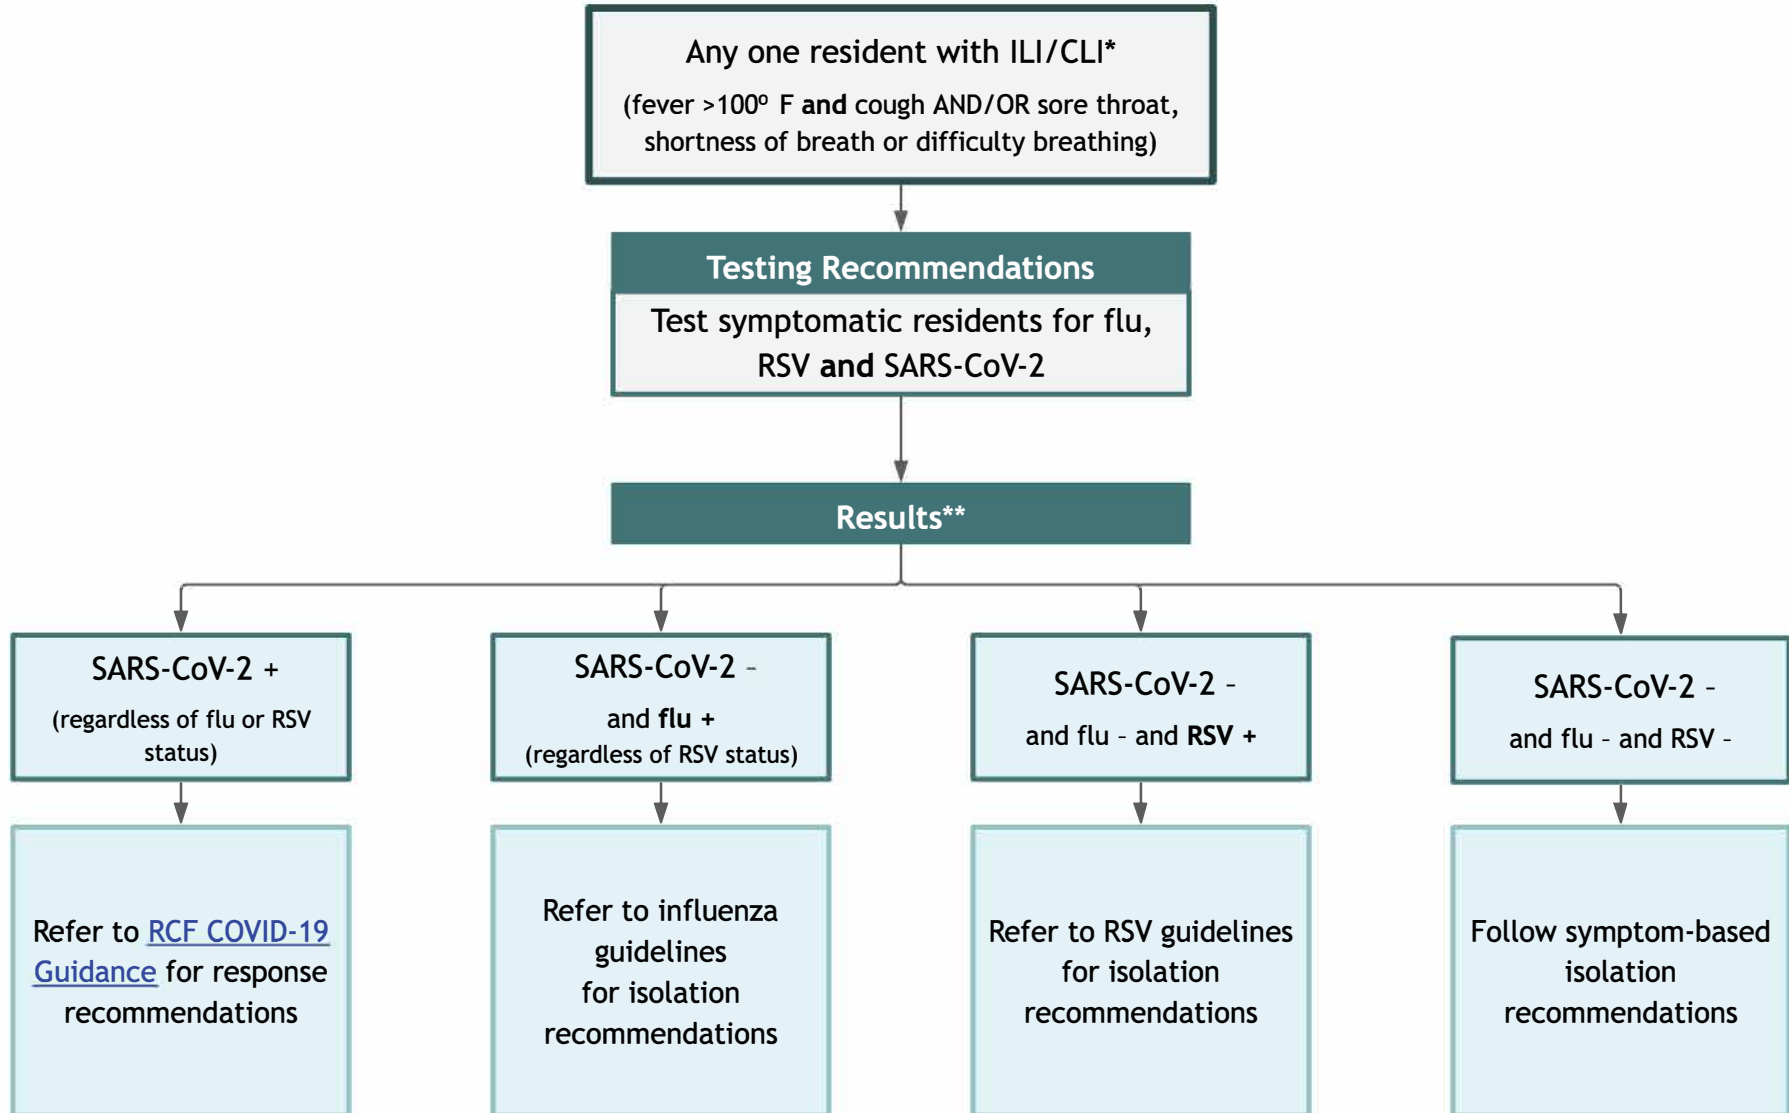 Any one resident with ILI/CLI*
(fever >100º F and cough AND/OR sore throat,
shortness of breath or difficulty breathing)
Testing Recommendations
Test symptomatic residents for flu,
RSV and SARS-CoV-2
Results**
SARS-CoV-2 +
(regardless of flu or RSV
status)
SARS-CoV-2 -
and flu +
(regardless of RSV status)
SARS-CoV-2 –
and flu – and RSV +
SARS-CoV-2 –
and flu – and RSV –
Refer to RCF COVID-19
Guidance for response
recommendations
Refer to influenza
guidelines
for isolation
recommendations
Refer to RSV guidelines
for isolation
recommendations
Follow symptom-based
isolation
recommendations